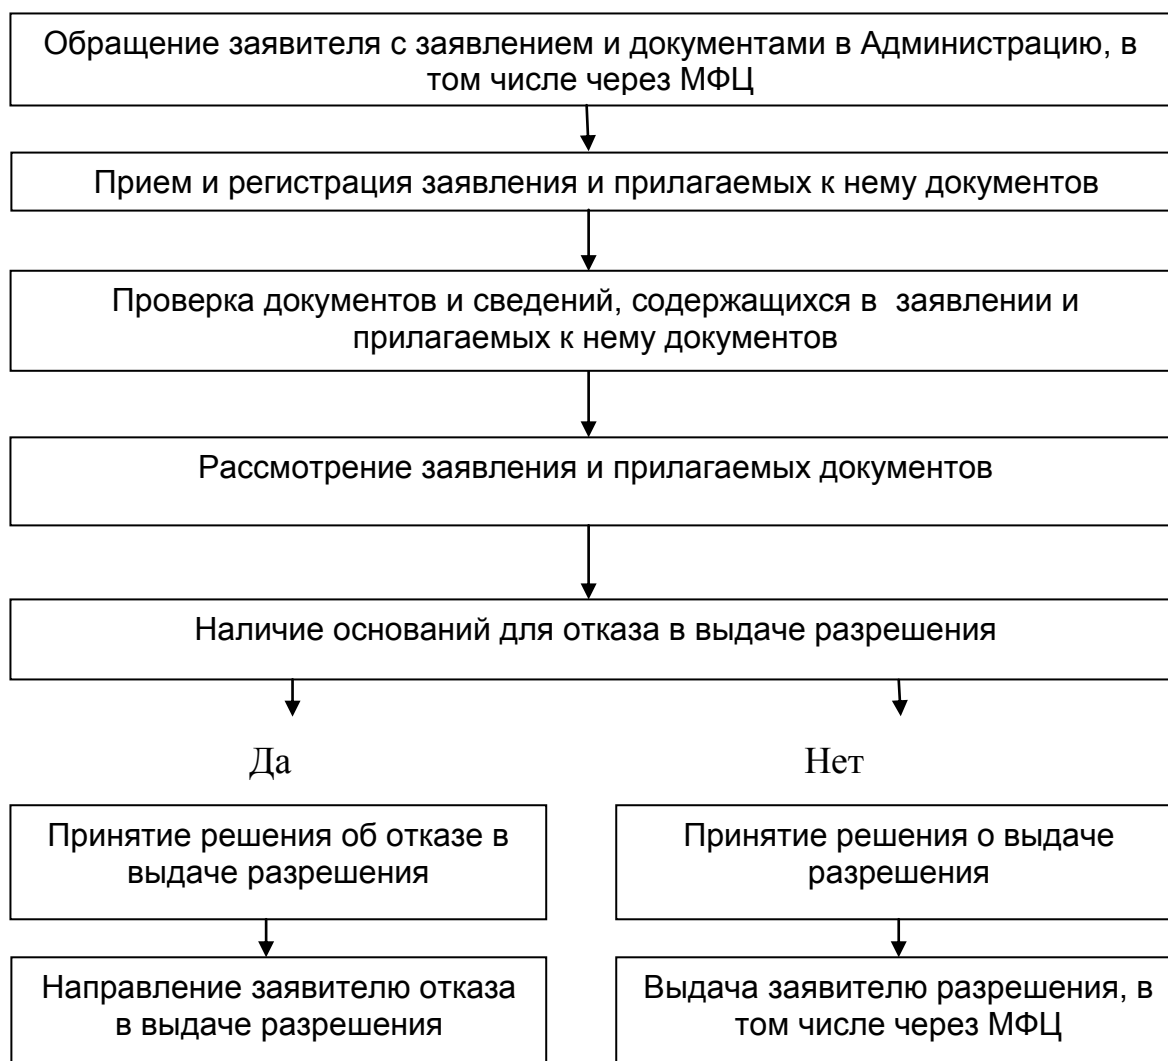 Обращение заявителя с заявлением и документами в Администрацию, в
том числе через МФЦ
Прием и регистрация заявления и прилагаемых к нему документов
Проверка документов и сведений, содержащихся в заявлении и
прилагаемых к нему документов
Рассмотрение заявления и прилагаемых документов
Наличие оснований для отказа в выдаче разрешения
Да
Нет
Принятие решения об отказе в
выдаче разрешения
Принятие решения о выдаче
разрешения
Направление заявителю отказа
в выдаче разрешения
Выдача заявителю разрешения, в
том числе через МФЦ